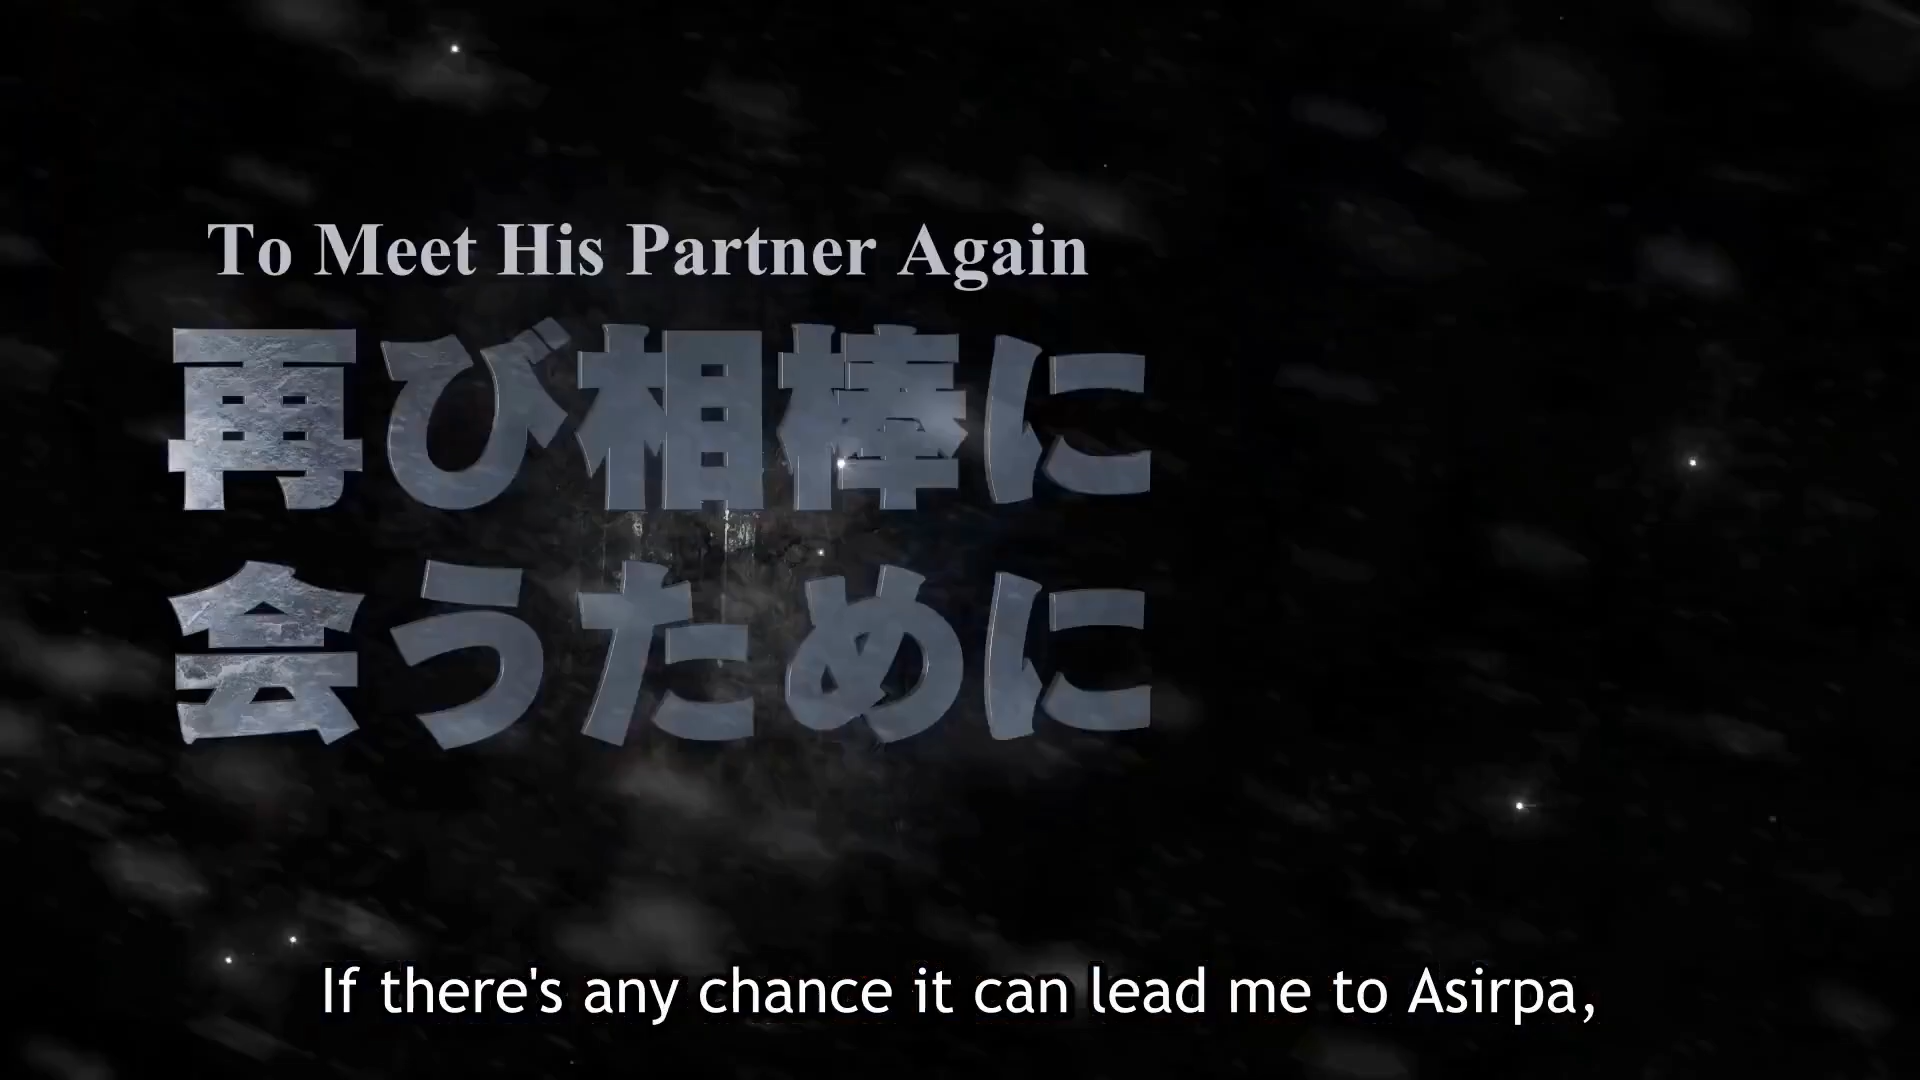 To Meet His Partner Again
再び相棒に
会うために
If there's any chance it can lead me to Asirpa,